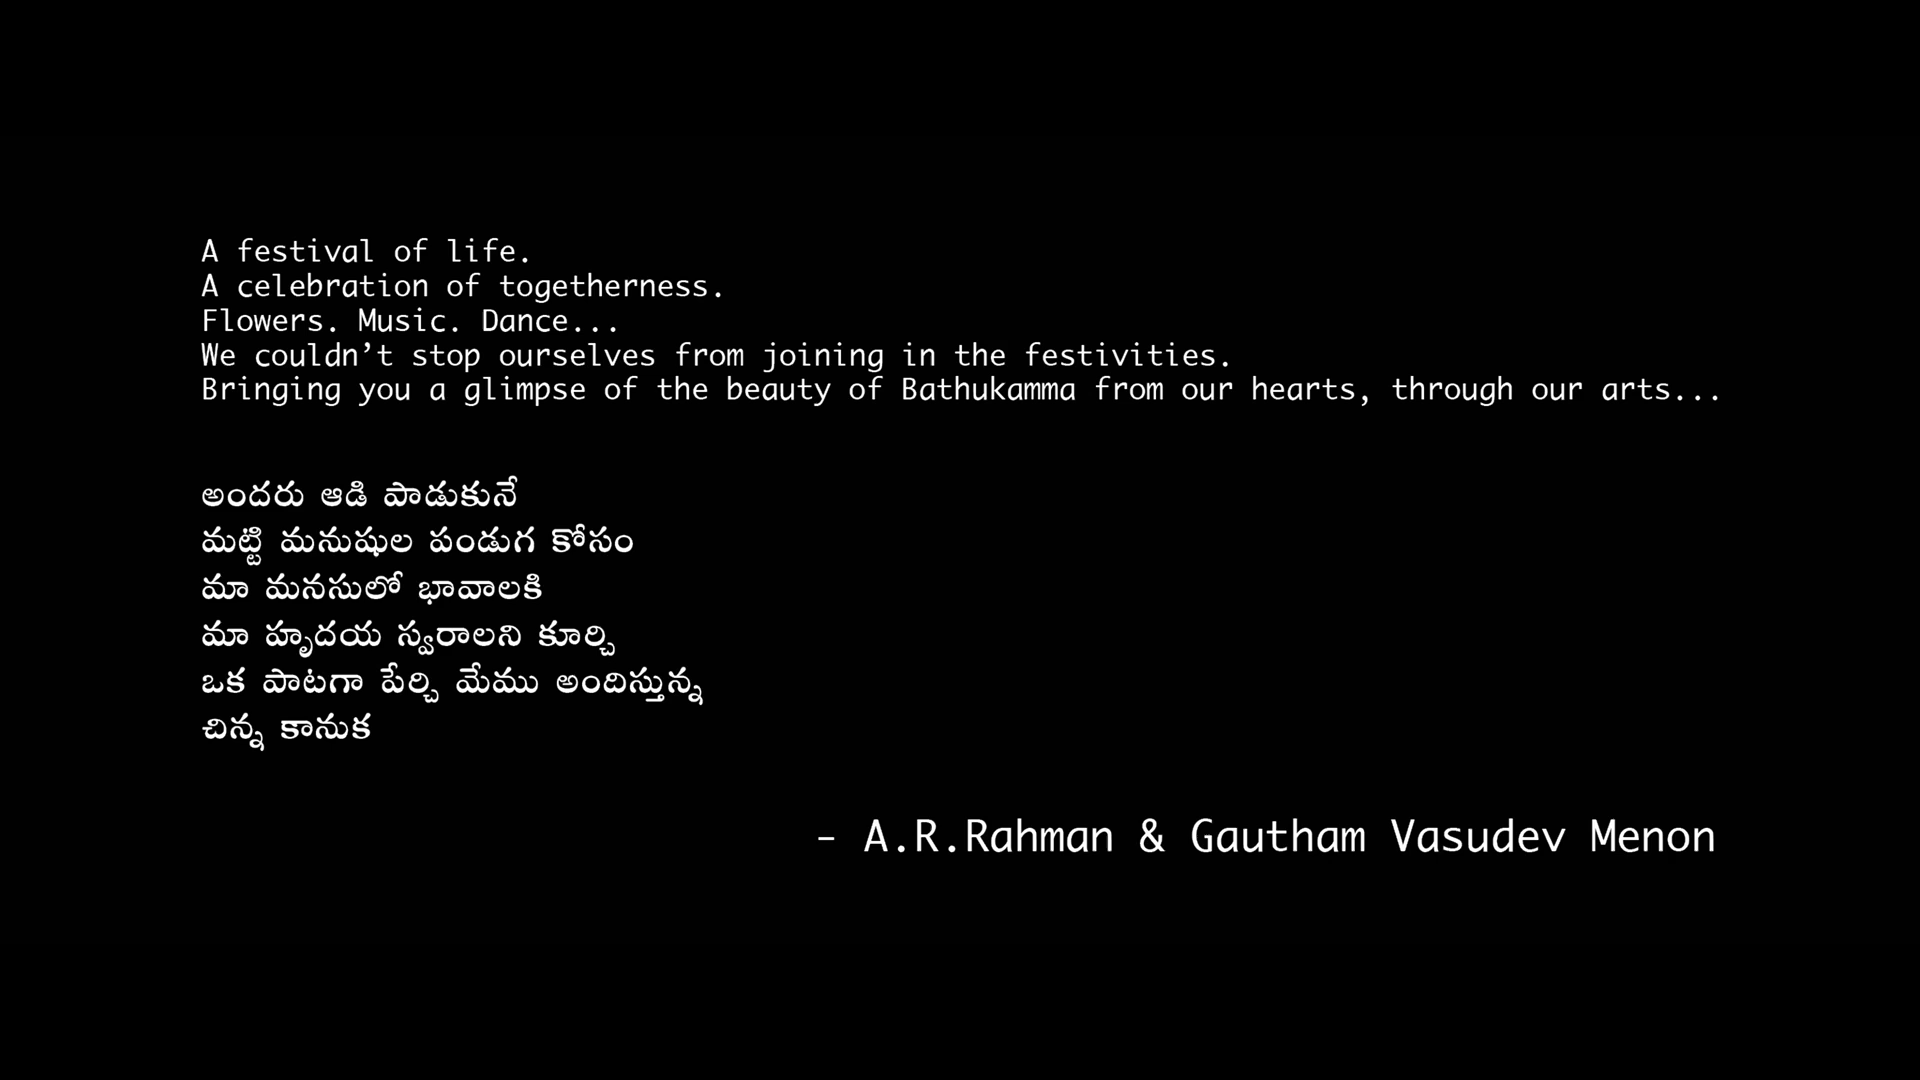 A festival of life.
A celebration of togetherness.
Flowers. Music. Dance...
We couldn’t stop ourselves from joining in the festivities.
Bringing you a glimpse of the beauty of Bathukamma from our hearts, through our arts...
అందరు ఆడి పాడుకునే
మట్టి మనుషుల పండుగ కోసం
మా మనసులో భావాలకి
మా హృదయ స్వరాలని కూర్చి
ఒక పాటగా పేర్చి మేము అందిస్తున్న
చిన్న కానుక
- A.R.Rahman & Gautham Vasudev Menon